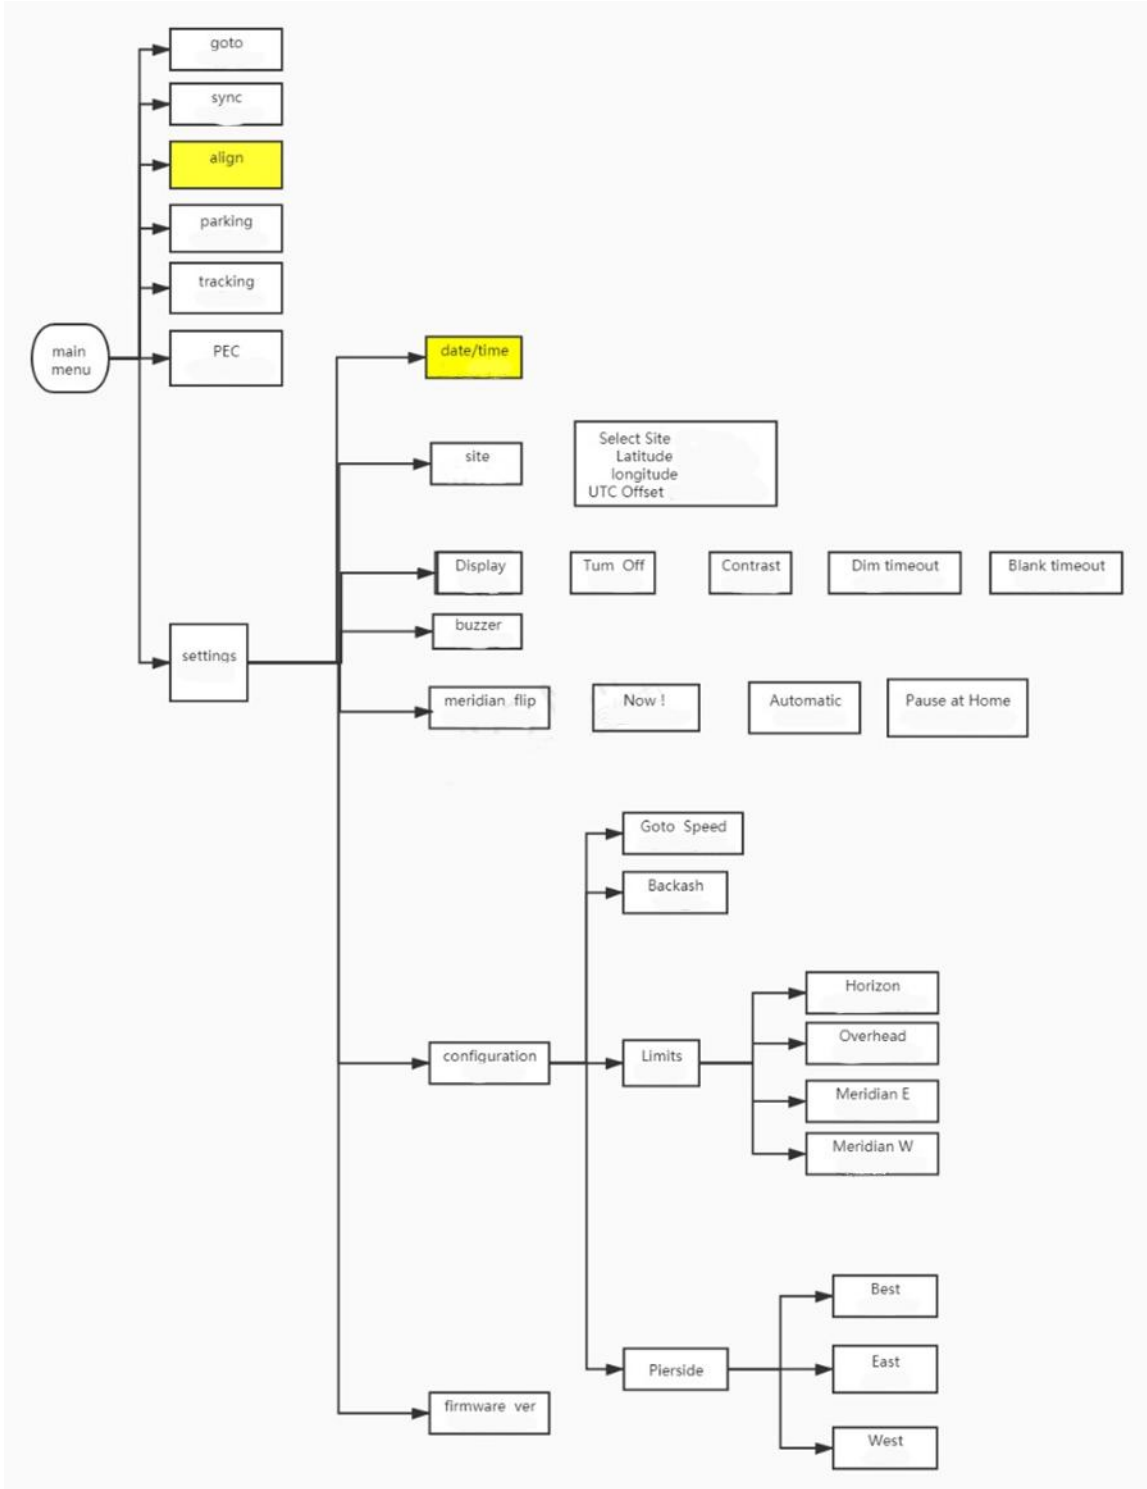 goto
sync
align
parking
tracking
main
menu
PEC
date/time
site
Select Site
Latitude
longitude
UTC Offset
Display
Tum Off
Contrast
Dim timeout
Blank timeout
buzzer
settings
meridian flip
Now !
Automatic
Pause at Home
Goto Speed
Backash
Horizon
Overhead
configuration
Limits
Meridian E
Meridian W
Best
East
Pierside
firmware ver
West